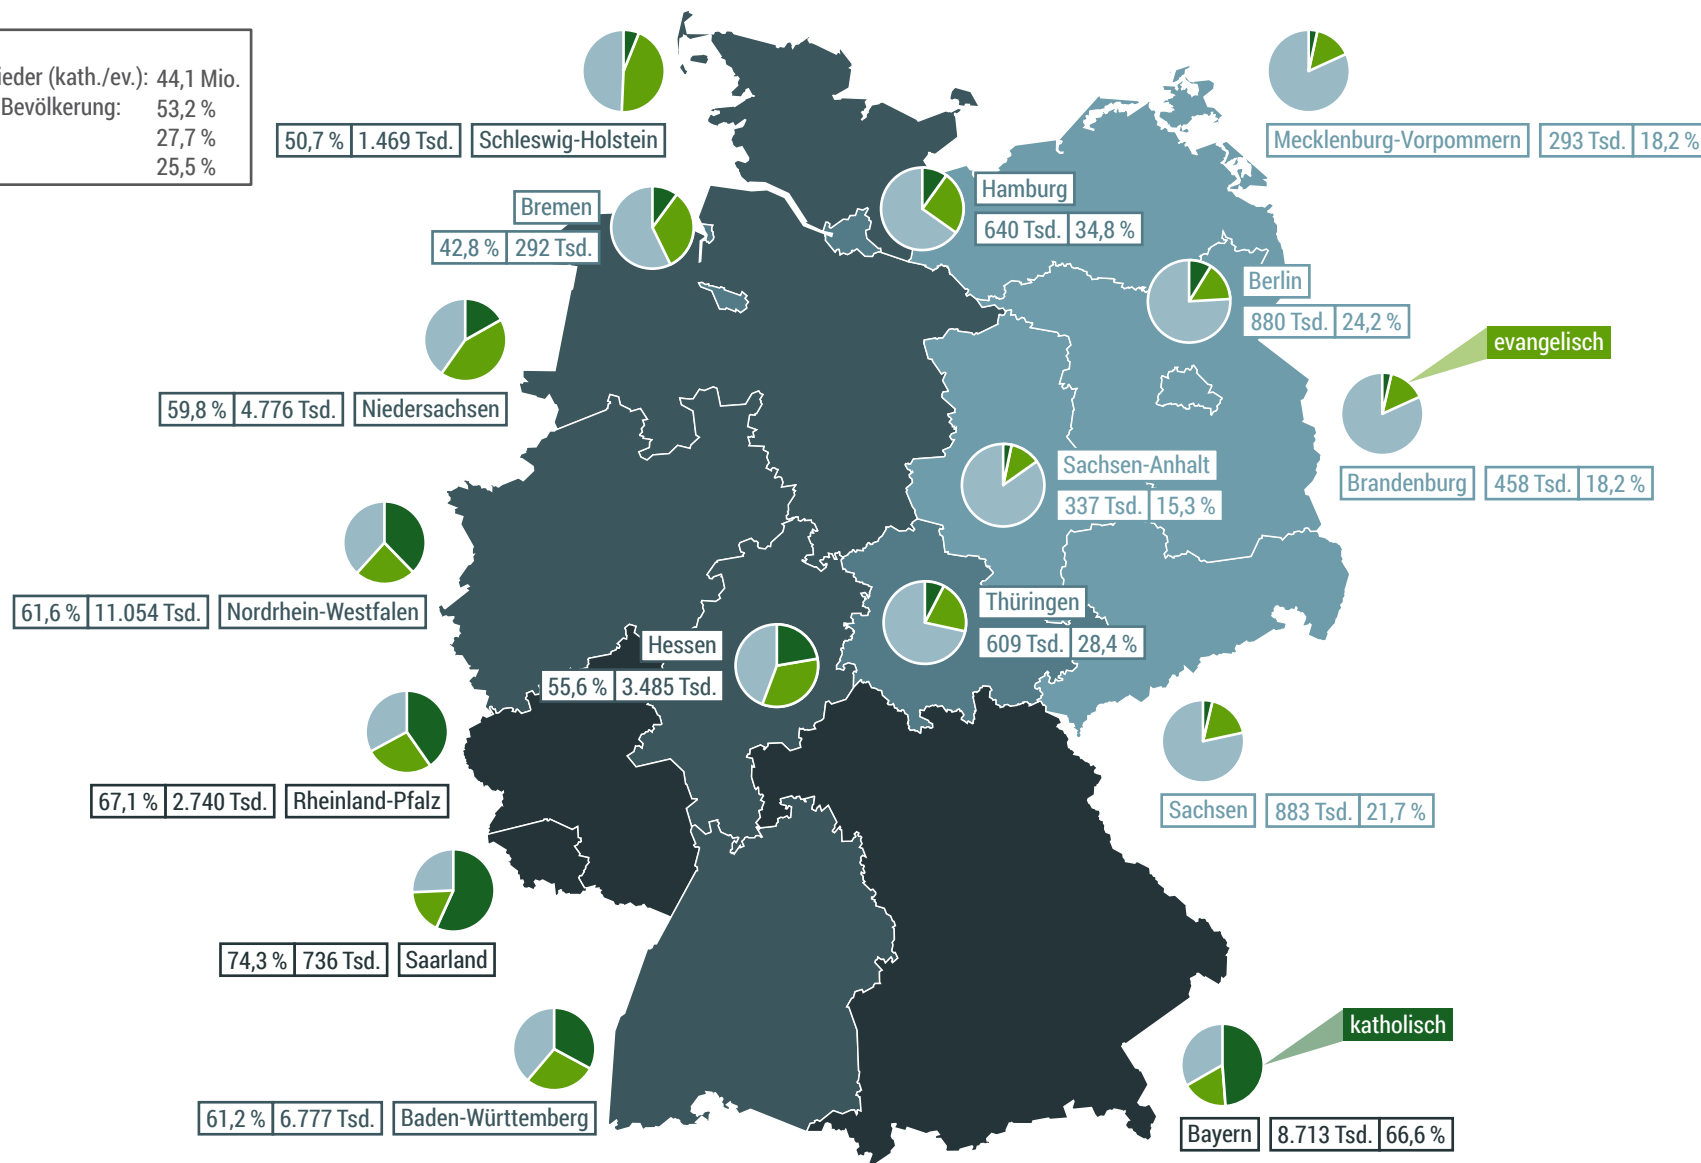 ieder (kath./ev.): 44,1 Mio.
Bevölkerung: 53,2 %
27,7 %
25,5 %
50,7 % 1.469 Tsd. Schleswig-Holstein
Mecklenburg-Vorpommern 293 Tsd. 18,2 %
Bremen
42,8 % 292 Tsd.
Hamburg
640 Tsd. 34,8 %
Berlin
880 Tsd. 24,2 %
evangelisch
59,8 % 4.776 Tsd. Niedersachsen
Sachsen-Anhalt
337 Tsd. 15,3 %
Brandenburg 458 Tsd. 18,2 %
61,6 % 11.054 Tsd. Nordrhein-Westfalen
Thüringen
609 Tsd. 28,4 %
Hessen
55,6 % 3.485 Tsd.
67,1 % 2.740 Tsd. Rheinland-Pfalz
Sachsen 883 Tsd. 21,7 %
74,3 % 736 Tsd. Saarland
katholisch
61,2 % 6.777 Tsd. Baden-Württemberg
Bayern 8.713 Tsd. 66,6 %